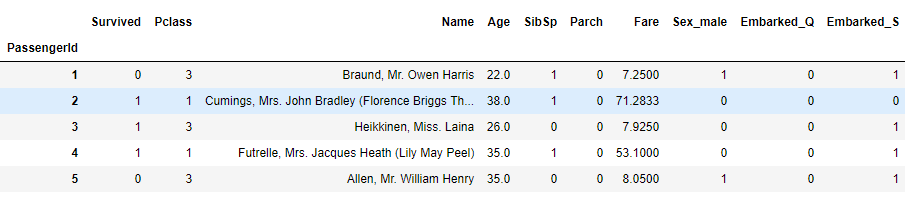 Survived Pclass Name Age SibSp Parch Fare Sex_male Embarked_Q Embarked_S
PassengerId
1 0 3 Braund, Mr. Owen Harris 22.0 1 0 7.2500 1 0 1
2 1 1 Cumings, Mrs. John Bradley (Florence Briggs Th... 38.0 1 0 71.2833 0 0 0
3 1 3 Heikkinen, Miss. Laina 26.0 0 0 7.9250 0 0 1
4 1 1 Futrelle, Mrs. Jacques Heath (Lily May Peel) 35.0 1 0 53.1000 0 0 1
5 0 3 Allen, Mr. William Henry 35.0 0 0 8.0500 1 0 1